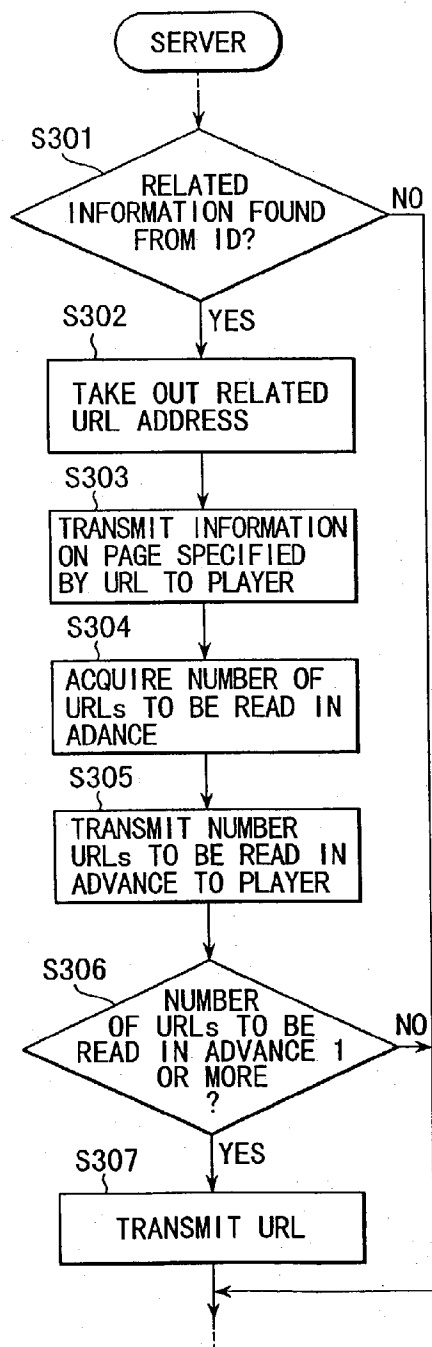 SERVER
S301
RELATED
INFORMATION FOUND
FROM ID?
NO
YES
S302
TAKE OUT RELATED
URL ADDRESS
S303
TRANSMIT INFORMATION
ON PAGE SPECIFIED
BY URL TO PLAYER
S304
ACQUIRE NUMBER OF
URLs TO BE READ IN
ADANCE
S305
TRANSMIT NUMBER
URLs TO BE READ IN
ADVANCE TO PLAYER
S306
NUMBER
OF URLs TO BE
READ IN ADVANCE 1
OR MORE
?
NO
YES
S307
TRANSMIT URL